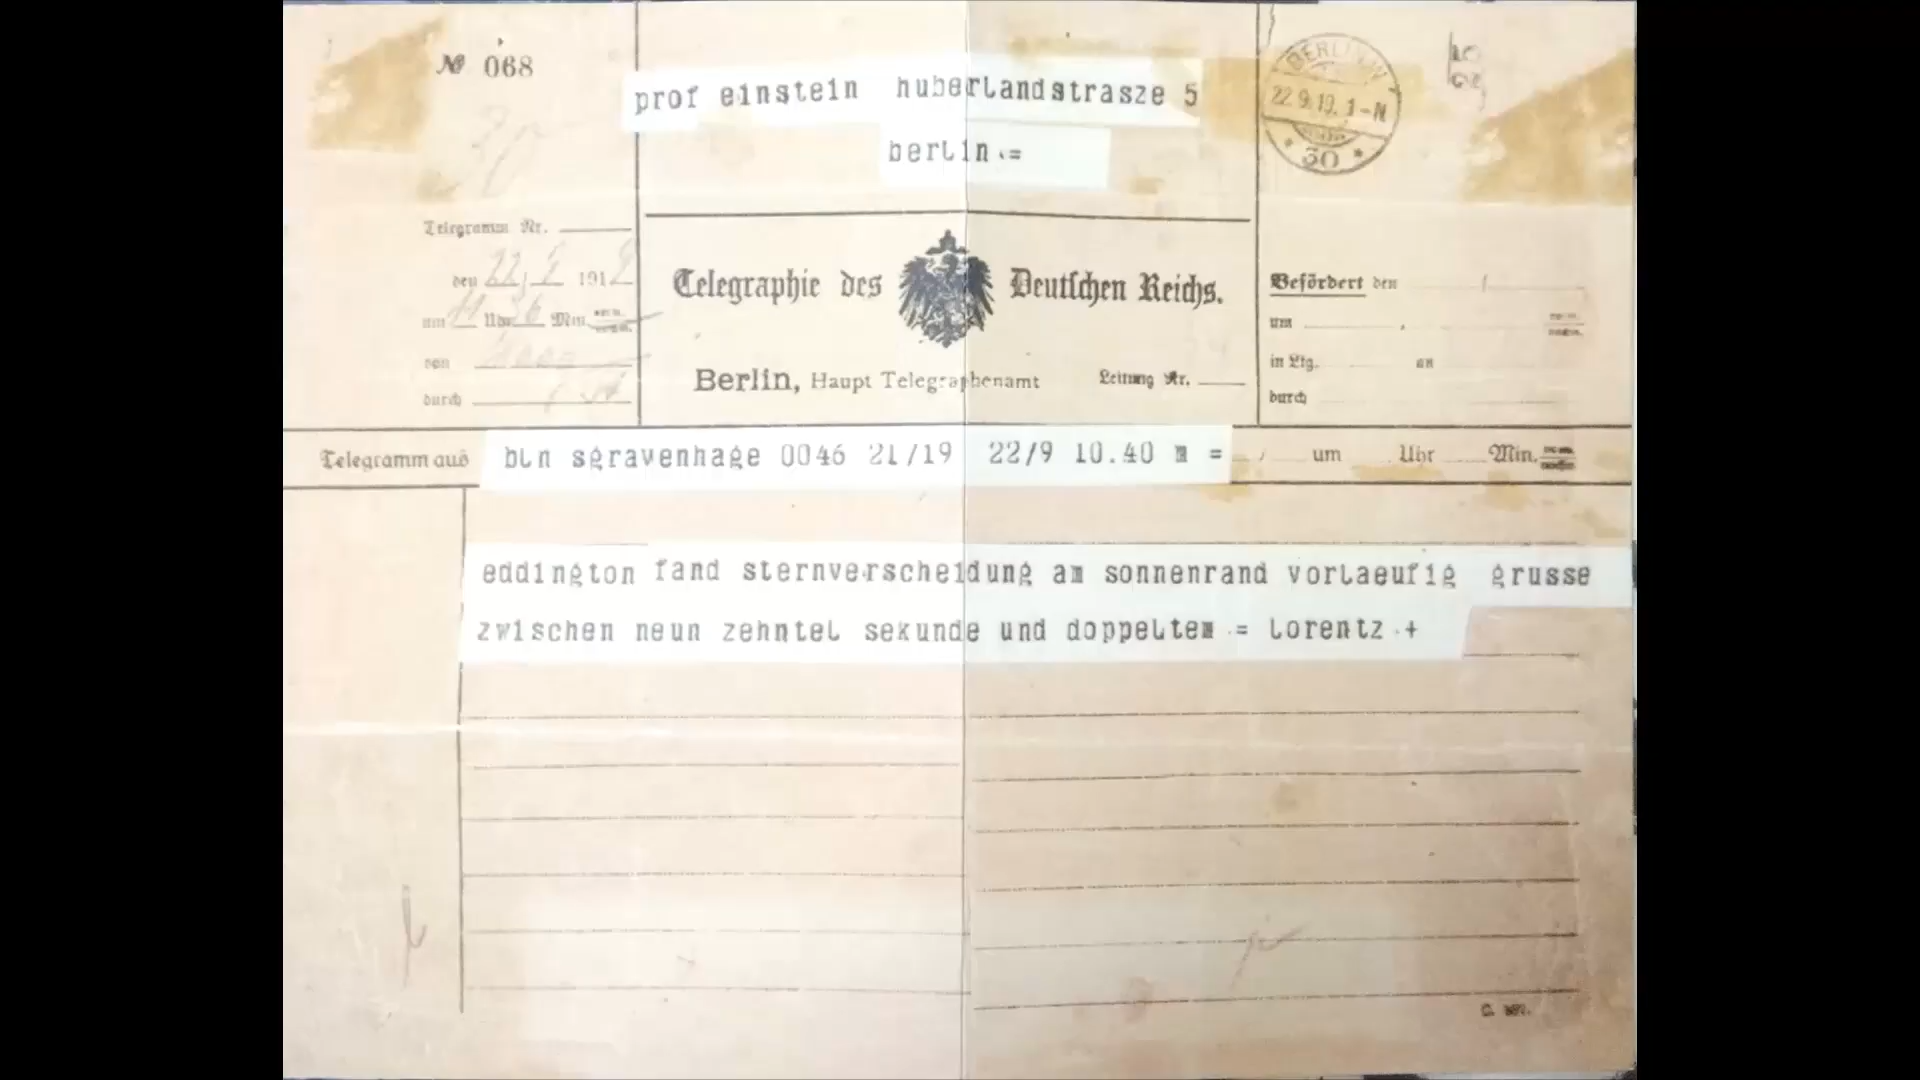 № 068
prof einstein huberlandstrasze 5
berlin.=
BERLIN.W
22.9.19. 1-N
* 30 *
Telegramm Nr.
den 22/9 1919
um 11 Uhr 36 Min.
von
durch
Telegraphie des Deutschen Reichs.
Berlin, Haupt Telegraphenamt Leitung Nr.
Befördert den
um
in Ltg. an
durch
Telegramm aus bln sgravenhage 0046 21/19 22/9 10.40 m = um Uhr Min.
eddington fand sternverscheidung am sonnenrand vorlaeufig grusse
zwischen neun zehntel sekunde und doppeltem = lorentz +